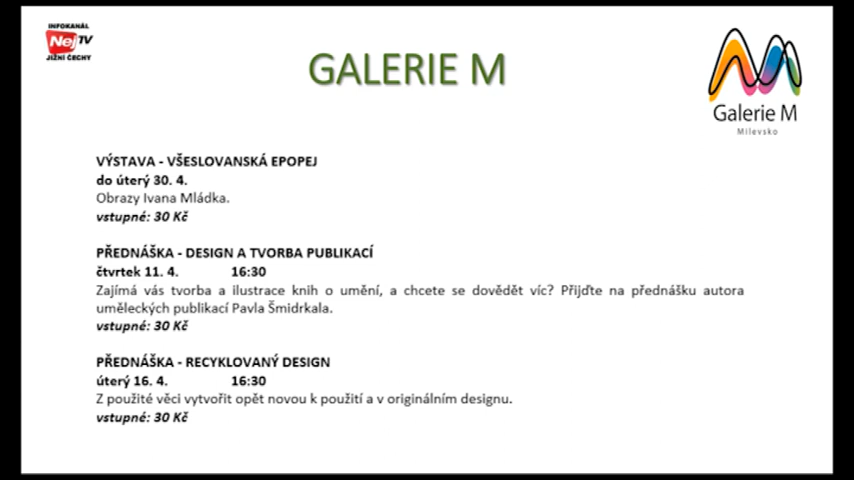 INFOKANÁL
Nej TV
JIŽNÍ ČECHY
GALERIE M
Galerie M
Milevsko
VÝSTAVA - VŠESLOVANSKÁ EPOPEJ
do úterý 30. 4.
Obrazy Ivana Mládka.
vstupné: 30 Kč
PŘEDNÁŠKA - DESIGN A TVORBA PUBLIKACÍ
čtvrtek 11. 4. 16:30
Zajímá vás tvorba a ilustrace knih o umění, a chcete se dovědět víc? Přijďte na přednášku autora
uměleckých publikací Pavla Šmidrkala.
vstupné: 30 Kč
PŘEDNÁŠKA - RECYKLOVANÝ DESIGN
úterý 16. 4. 16:30
Z použité věci vytvořit opět novou k použití a v originálním designu.
vstupné: 30 Kč